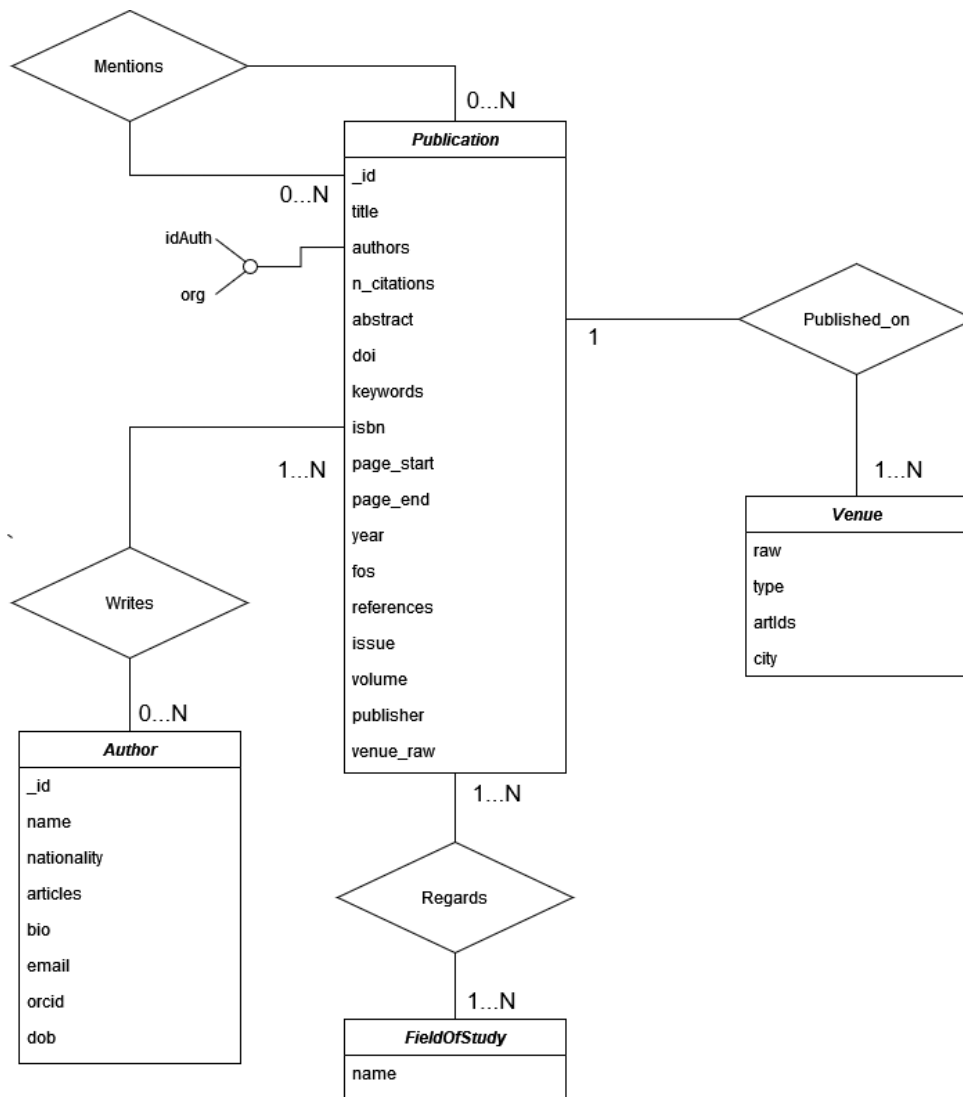 Mentions
0...N
Publication
_id
0...N
title
idAuth
authors
org
n_citations
abstract
Published_on
1
doi
keywords
isbn
1...N
page_start
1...N
page_end
Venue
year
raw
fos
type
Writes
references
artIds
issue
city
volume
0...N
publisher
Author
venue_raw
_id
1...N
name
nationality
articles
Regards
bio
email
orcid
1...N
dob
FieldOfStudy
name